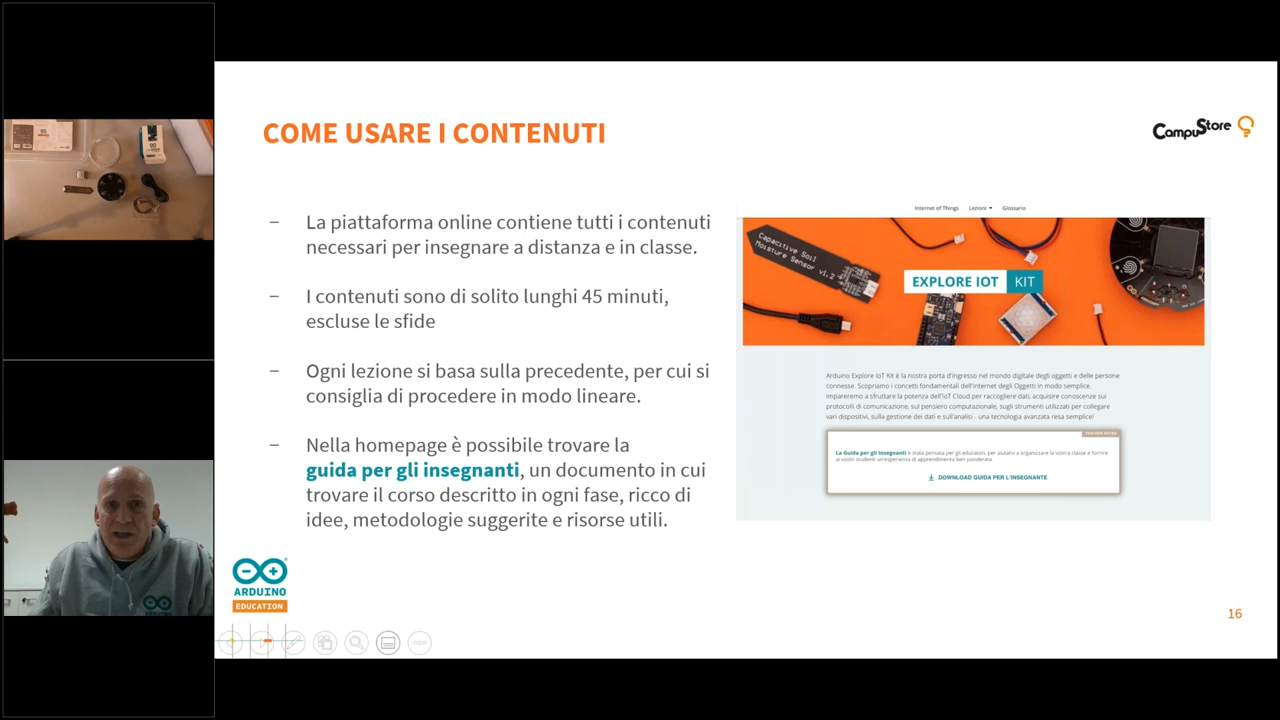 COME USARE I CONTENUTI
CampuStore
– La piattaforma online contiene tutti i contenuti
necessari per insegnare a distanza e in classe.
– I contenuti sono di solito lunghi 45 minuti,
escluse le sfide
– Ogni lezione si basa sulla precedente, per cui si
consiglia di procedere in modo lineare.
– Nella homepage è possibile trovare la
guida per gli insegnanti, un documento in cui
trovare il corso descritto in ogni fase, ricco di
idee, metodologie suggerite e risorse utili.
Internet of Things Lezioni Glossario
Capacitive Soil
Moisture Sensor v1.2
EXPLORE IOT KIT
Arduino Explore IoT Kit è la nostra porta d'ingresso nel mondo digitale degli oggetti e delle persone
connesse. Scopriamo i concetti fondamentali dell'Internet degli Oggetti in modo semplice.
Impareremo a sfruttare la potenza dell'IoT Cloud per raccogliere dati, acquisire conoscenze sui
protocolli di comunicazione, sul pensiero computazionale, sugli strumenti utilizzati per collegare
vari dispositivi, sulla gestione dei dati e sull'analisi - una tecnologia avanzata resa semplice!
TEACHER NOTES
La Guida per gli Insegnanti è stata pensata per gli educatori, per aiutarvi a organizzare la vostra classe e fornire
ai vostri studenti un'esperienza di apprendimento ben ponderata.
DOWNLOAD GUIDA PER L'INSEGNANTE
ARDUINO
EDUCATION
16